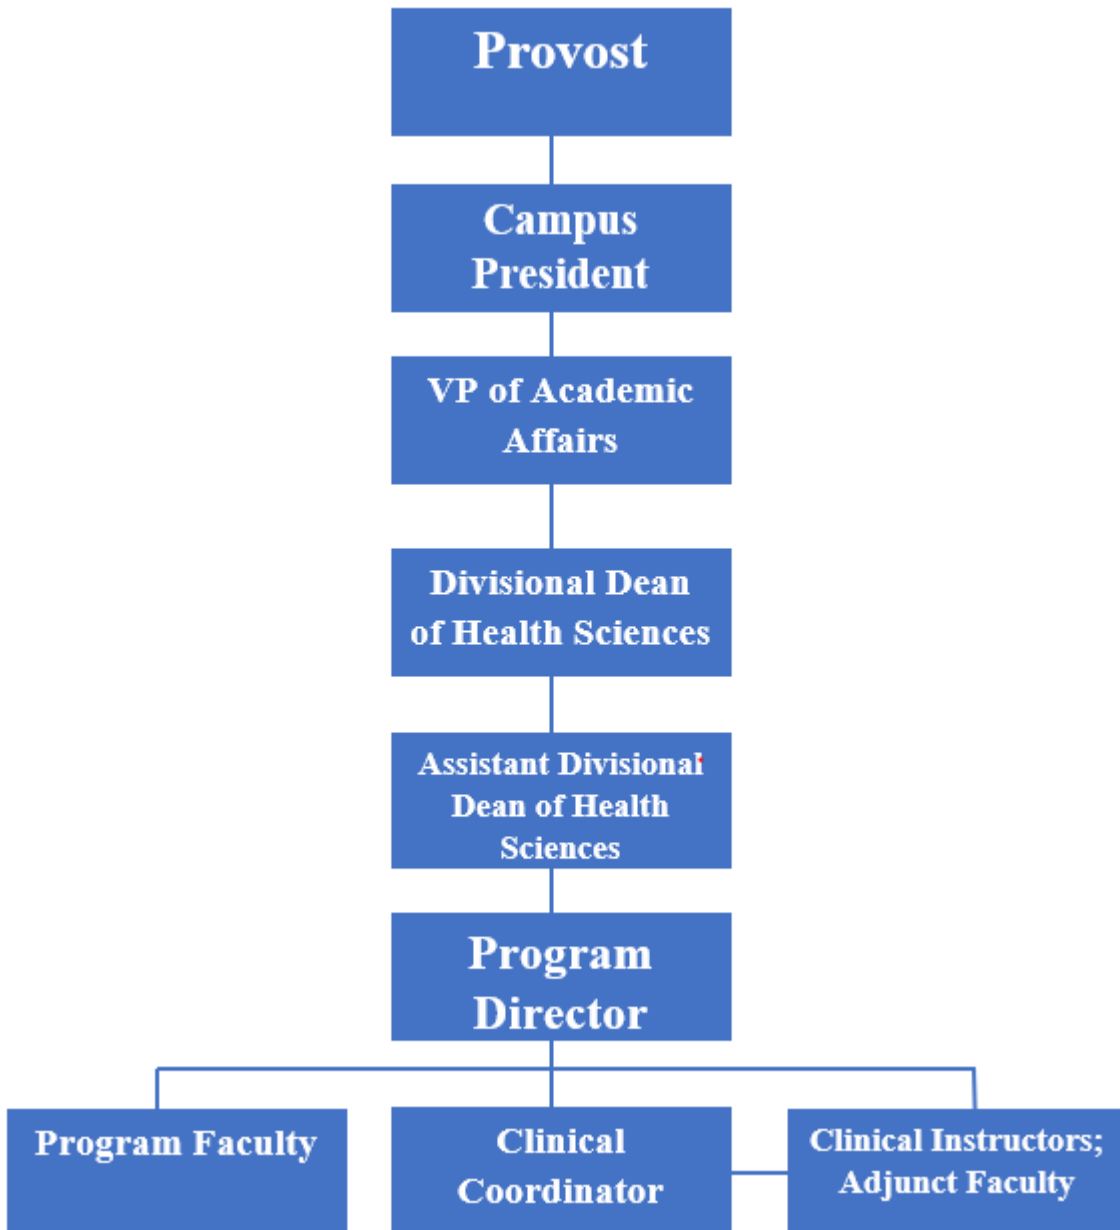 Provost
Campus
President
VP of Academic
Affairs
Divisional Dean
of Health Sciences
Assistant Divisional
Dean of Health
Sciences
Program
Director
Program Faculty
Clinical
Coordinator
Clinical Instructors;
Adjunct Faculty